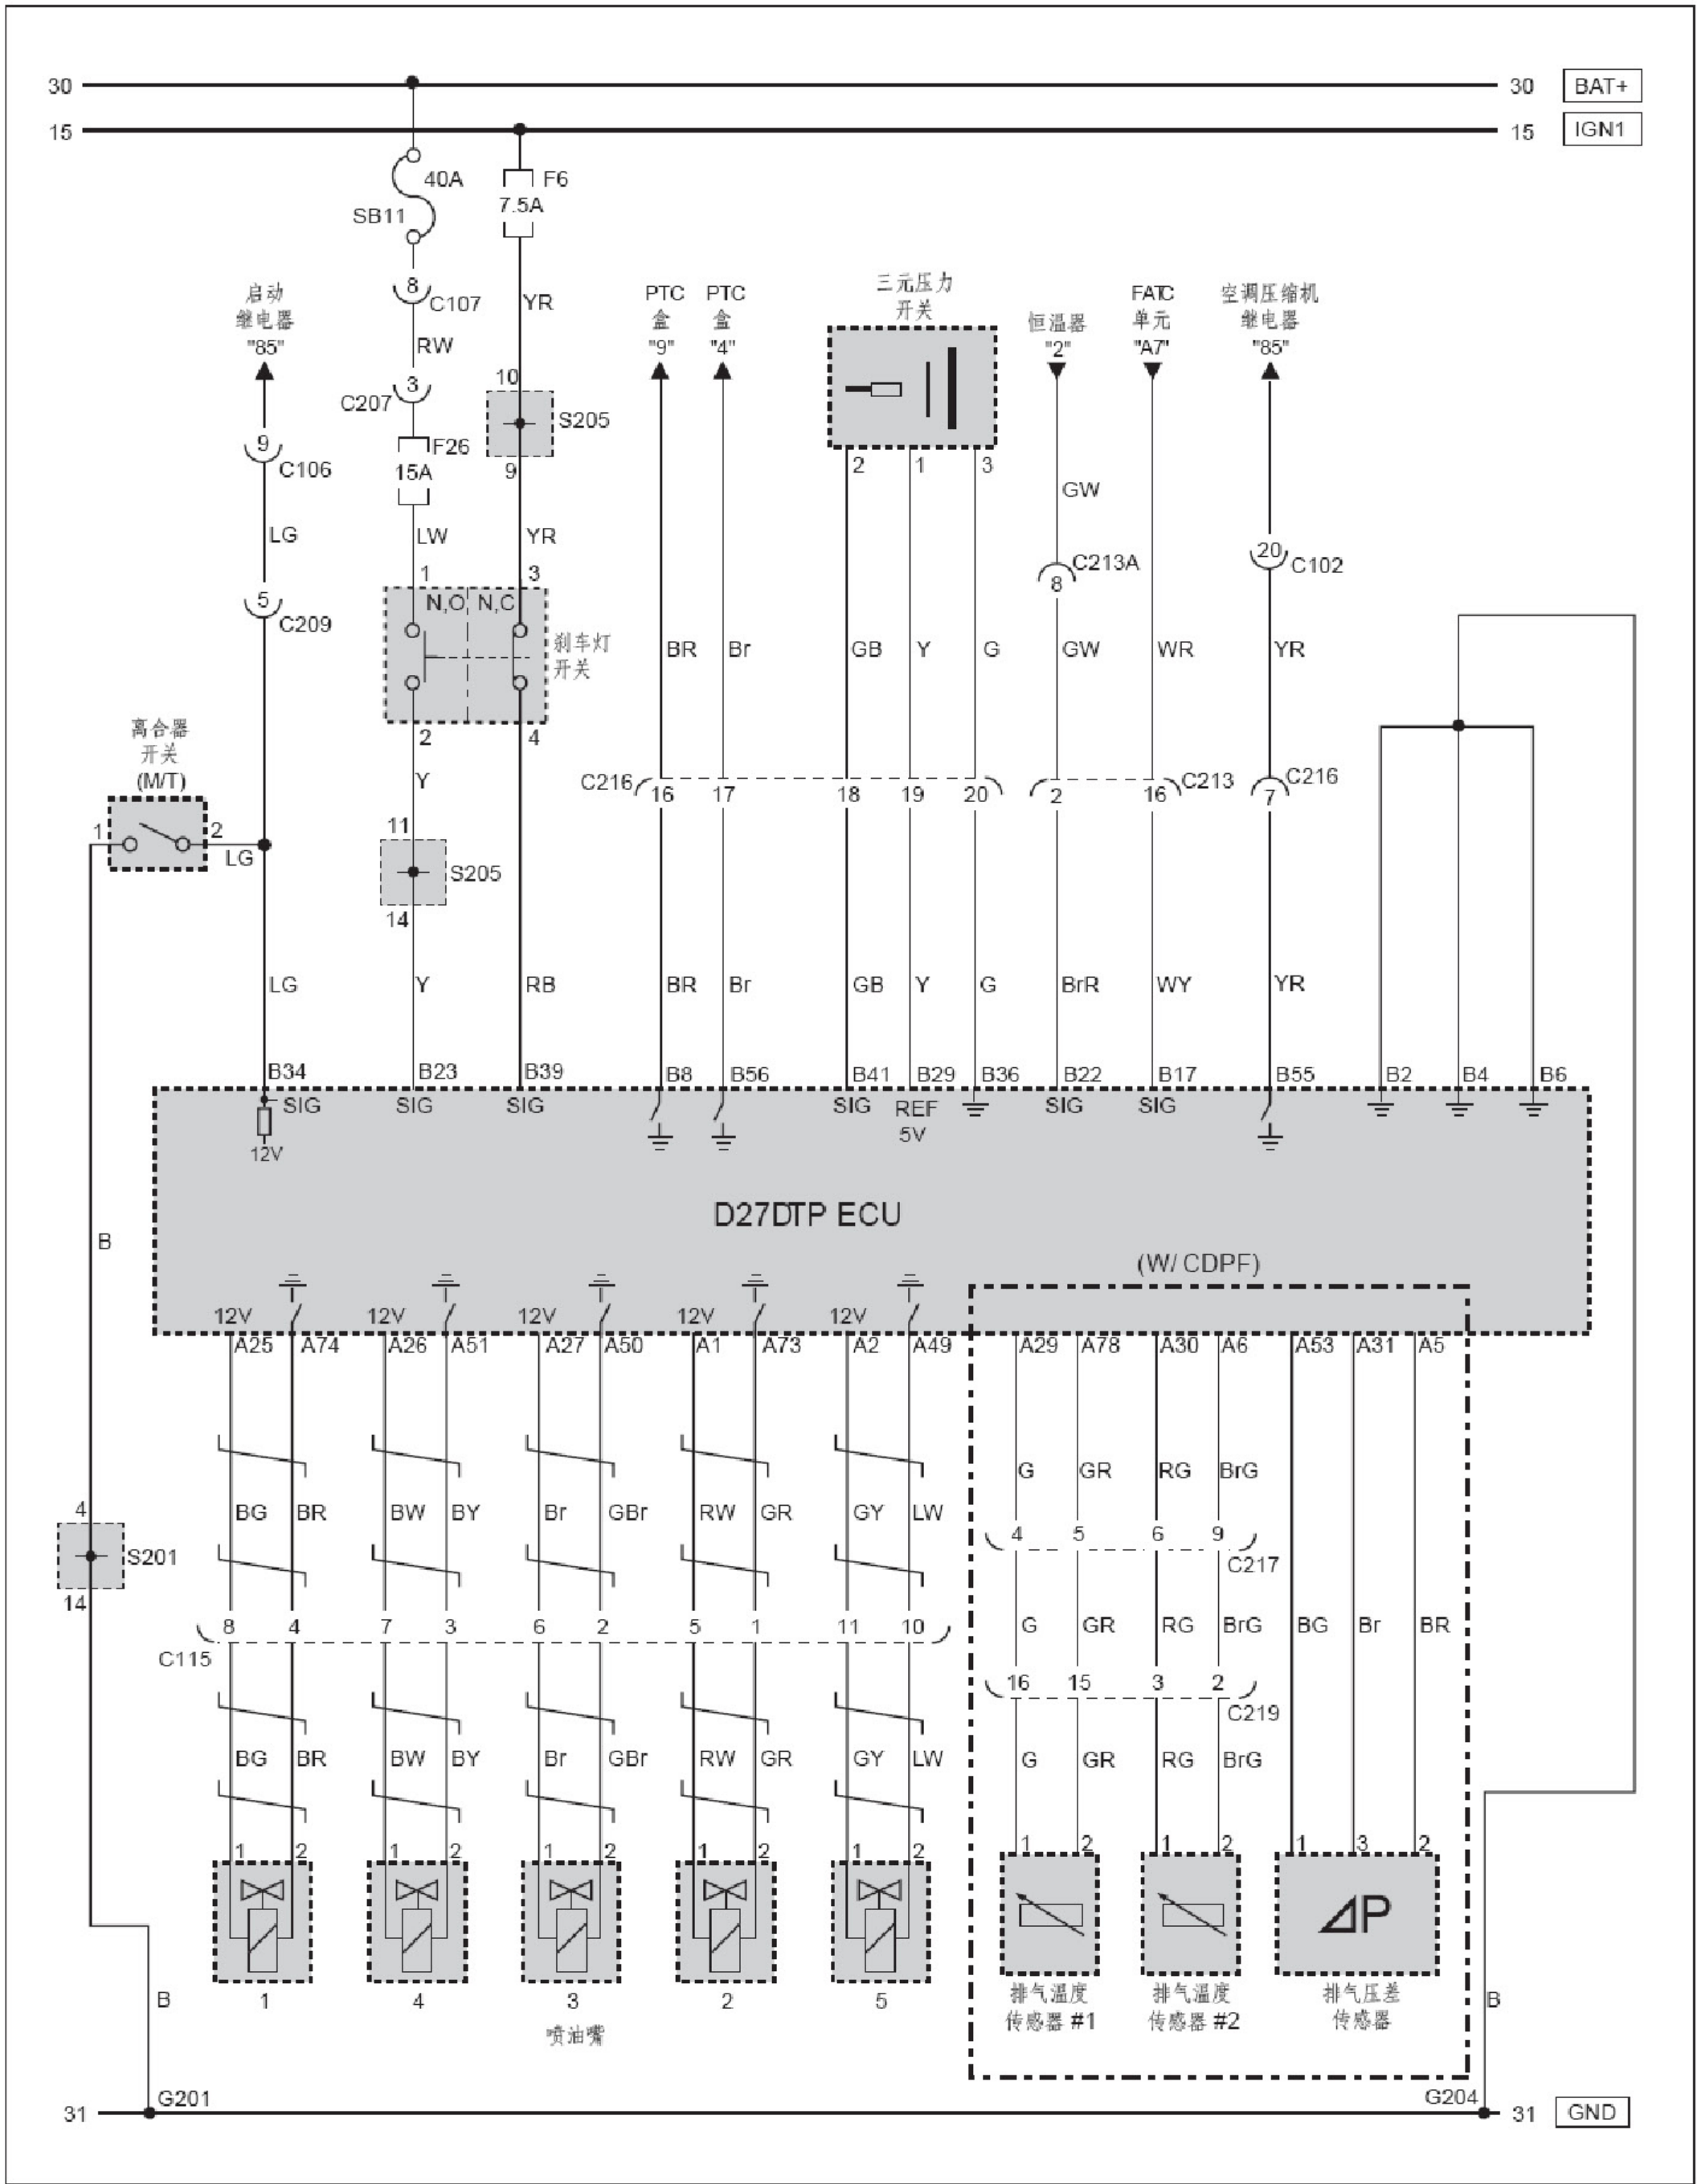 30 30 BAT+
15 15 IGN1
40A F6
7.5A
SB11
8 C107
YR
启动
继电器
"85"
RW
PTC
盒
"9"
PTC
盒
"4"
三元压力
开关
恒温器
"2"
FATC
单元
"A7"
空调压缩机
继电器
"85"
3 10
C207
S205
9 F26
C106 15A 9
2 1 3
GW
LG LW YR
20 C102
C213A
8
1 3
5 N,O N,C
C209
刹车灯
开关
BR Br GB Y G GW WR YR
离合器
开关
(M/T)
2 4
Y
C216 16 17 18 19 20 2 16 C213 C216
7
1 2
LG
11
S205
14
LG Y RB BR Br GB Y G BrR WY YR
B34 B23 B39 B8 B56 B41 B29 B36 B22 B17 B55 B2 B4 B6
SIG SIG SIG SIG REF SIG SIG
5V
12V
D27DTP ECU
B
(W/ CDPF)
12V 12V 12V 12V 12V
A25 A74 A26 A51 A27 A50 A1 A73 A2 A49 A29 A78 A30 A6 A53 A31 A5
G GR RG BrG
4 BG BR BW BY Br GBr RW GR GY LW
4 5 6 9
S201 C217
14
8 4 7 3 6 2 5 1 11 10 G GR RG BrG BG Br BR
C115
16 15 3 2
C219
BG BR BW BY Br GBr RW GR GY LW G GR RG BrG
1 2 1 2 1 2 1 2 1 2 1 2 1 2 1 3 2
ΔP
1 4 3 2 5
喷油嘴
排气温度
传感器 #1
排气温度
传感器 #2
排气压差
传感器
B B
G201 G204
31 31 GND